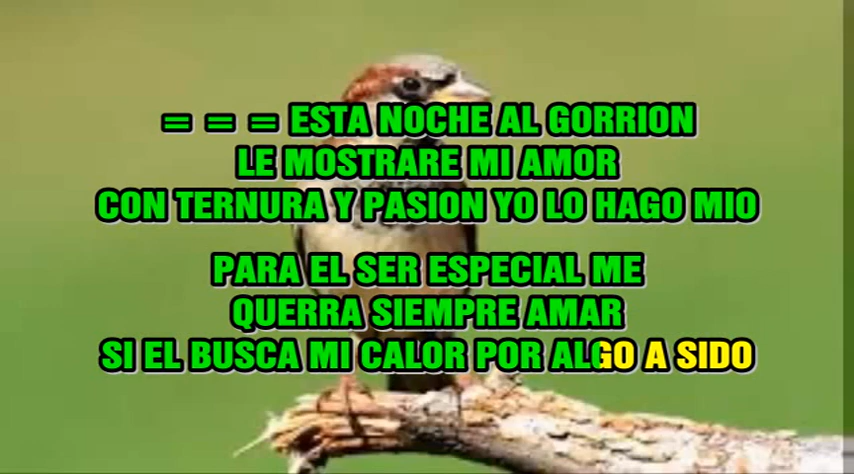 = = = ESTA NOCHE AL GORRION
LE MOSTRARE MI AMOR
CON TERNURA Y PASION YO LO HAGO MIO
PARA EL SER ESPECIAL ME
QUERRA SIEMPRE AMAR
SI EL BUSCA MI CALOR POR ALGO A SIDO